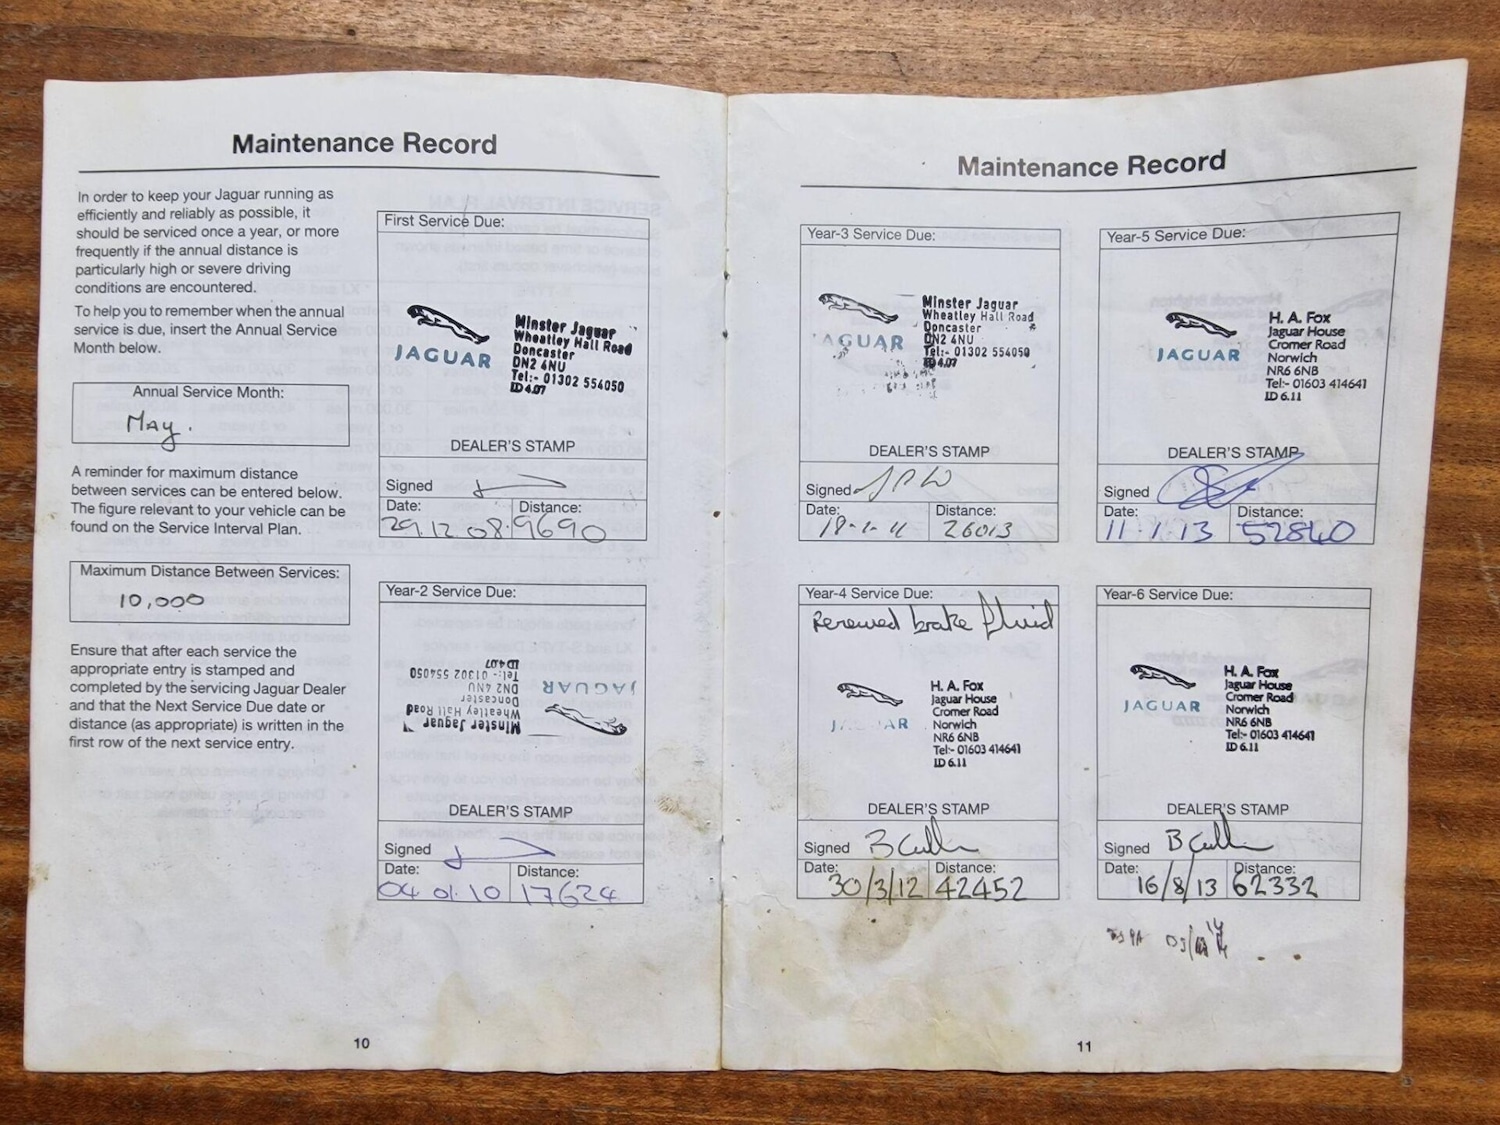 Maintenance Record
In order to keep your Jaguar running as
efficiently and reliably as possible, it
should be serviced once a year, or more
frequently if the annual distance is
particularly high or severe driving
conditions are encountered.
To help you to remember when the annual
service is due, insert the Annual Service
Month below.
Annual Service Month:
May.
A reminder for maximum distance
between services can be entered below.
The figure relevant to your vehicle can be
found on the Service Interval Plan.
Maximum Distance Between Services:
10,000
Ensure that after each service the
appropriate entry is stamped and
completed by the servicing Jaguar Dealer
and that the Next Service Due date or
distance (as appropriate) is written in the
first row of the next service entry.
First Service Due:
JAGUAR
Minster Jaguar
Wheatley Hall Road
Doncaster
DN2 4NU
Tel:- 01302 554050
ID 4.07
DEALER'S STAMP
Signed
Date: Distance:
29.12.08. 9690
Year-2 Service Due:
JAGUAR
Minster Jaguar
Wheatley Hall Road
Doncaster
DN2 4NU
Tel:- 01302 554050
ID 4.07
DEALER'S STAMP
Signed
Date: Distance:
04 01.10 17624
10
Maintenance Record
Year-3 Service Due:
JAGUAR
Minster Jaguar
Wheatley Hall Road
Doncaster
DN2 4NU
Tel:- 01302 554050
ID 4.07
DEALER'S STAMP
Signed
Date: Distance:
26013
Year-4 Service Due:
Renewed brake fluid
JAGUAR
H. A. Fox
Jaguar House
Cromer Road
Norwich
NR6 6NB
Tel:- 01603 414641
ID 6.11
DEALER'S STAMP
Signed
Date: Distance:
30/3/12 42452
Year-5 Service Due:
JAGUAR
H. A. Fox
Jaguar House
Cromer Road
Norwich
NR6 6NB
Tel:- 01603 414641
ID 6.11
DEALER'S STAMP
Signed
Date: Distance:
11.1.13 52840
Year-6 Service Due:
JAGUAR
H. A. Fox
Jaguar House
Cromer Road
Norwich
NR6 6NB
Tel:- 01603 414641
ID 6.11
DEALER'S STAMP
Signed
Date: Distance:
16/8/13 62332
11